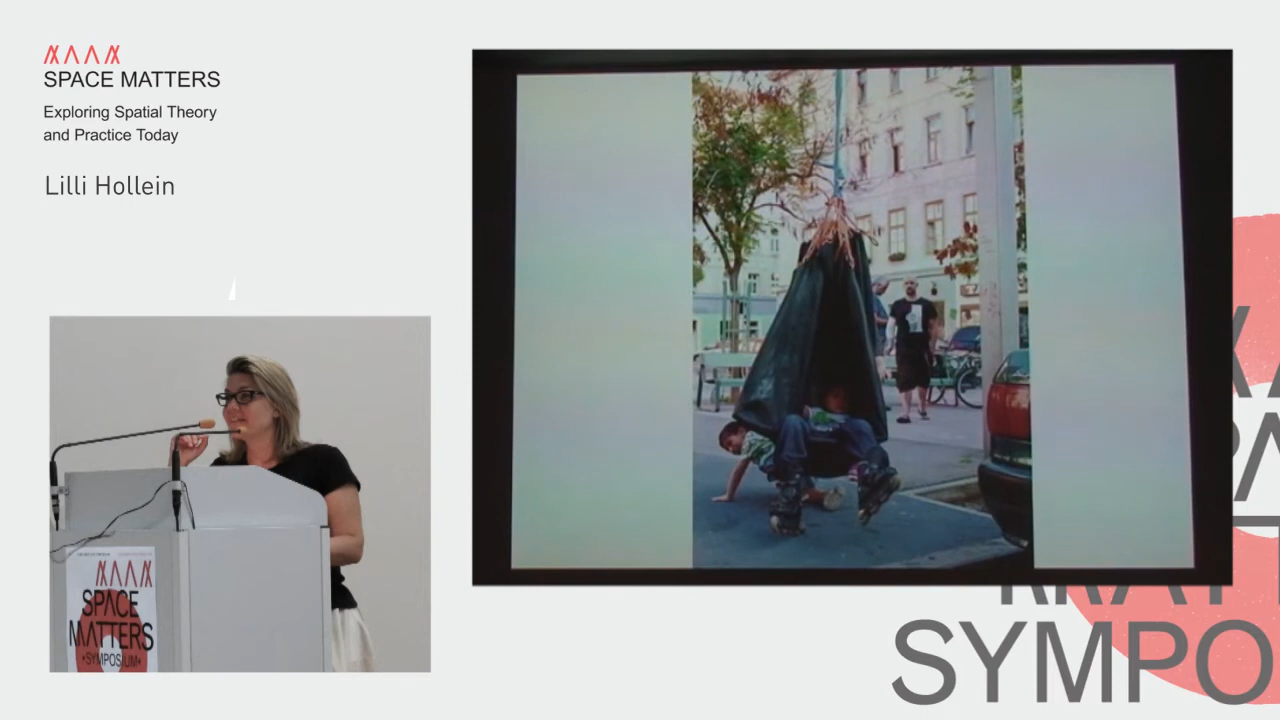 SPACE MATTERS
Exploring Spatial Theory
and Practice Today
Lilli Hollein
SPACE
MATTERS
•SYMPOSIUM•
SYMPO